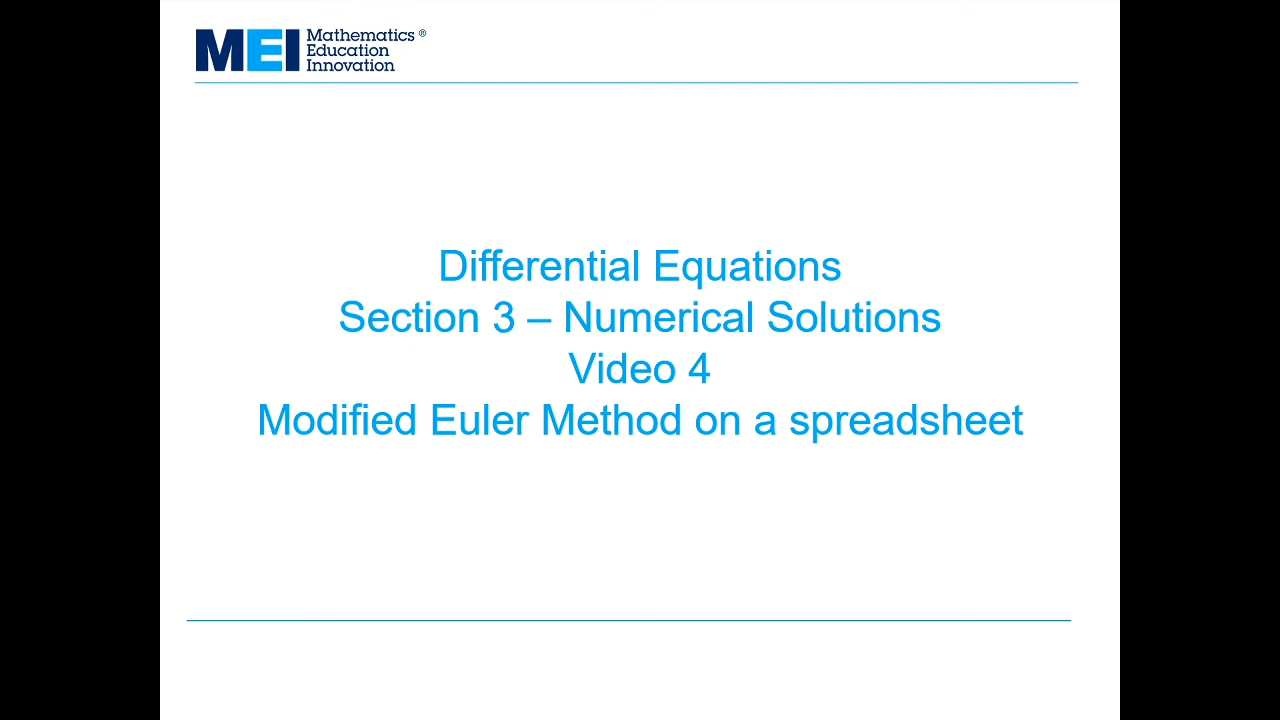 MEI Mathematics ®
Education
Innovation
Differential Equations
Section 3 – Numerical Solutions
Video 4
Modified Euler Method on a spreadsheet